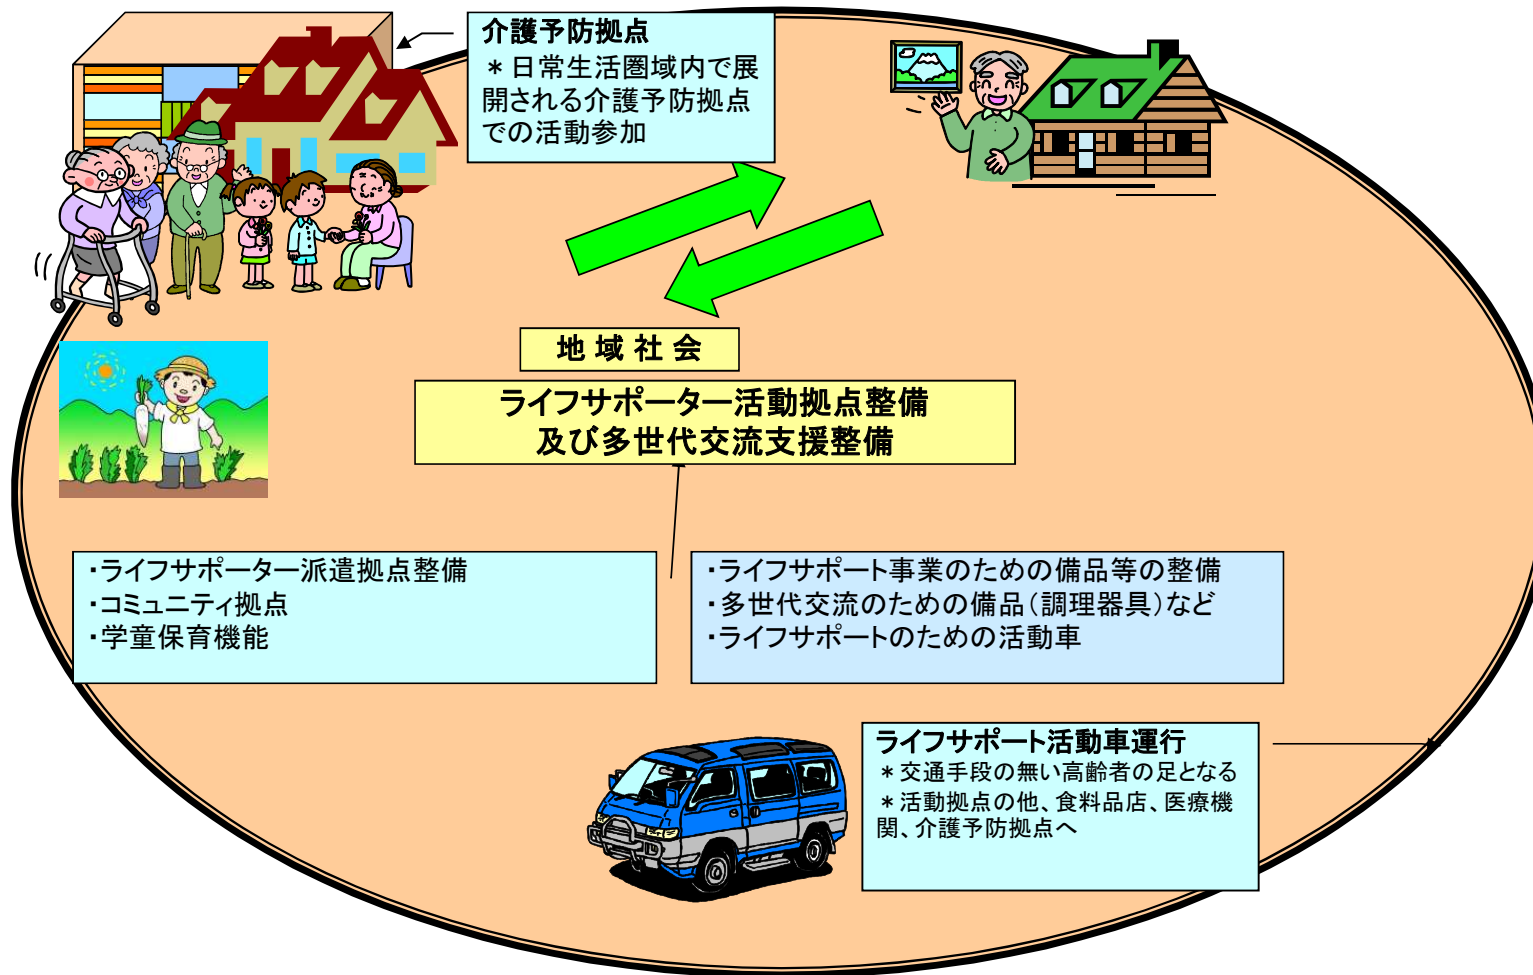 介護予防拠点
＊日常生活圏域内で展
開される介護予防拠点
での活動参加
地 域 社 会
ライフサポーター活動拠点整備
及び多世代交流支援整備
・ライフサポーター派遣拠点整備
・コミュニティ拠点
・学童保育機能
・ライフサポート事業のための備品等の整備
・多世代交流のための備品（調理器具）など
・ライフサポートのための活動車
ライフサポート活動車運行
＊交通手段の無い高齢者の足となる
＊活動拠点の他、食料品店、医療機
関、介護予防拠点へ